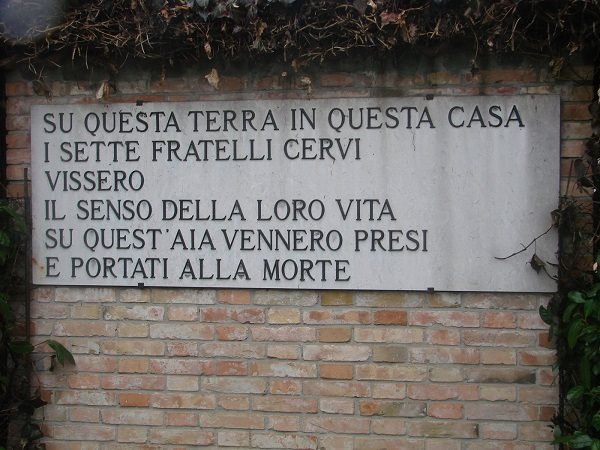 SU QUESTA TERRA IN QUESTA CASA
I SETTE FRATELLI CERVI
VISSERO
IL SENSO DELLA LORO VITA
SU QUEST'AIA VENNERO PRESI
E PORTATI ALLA MORTE